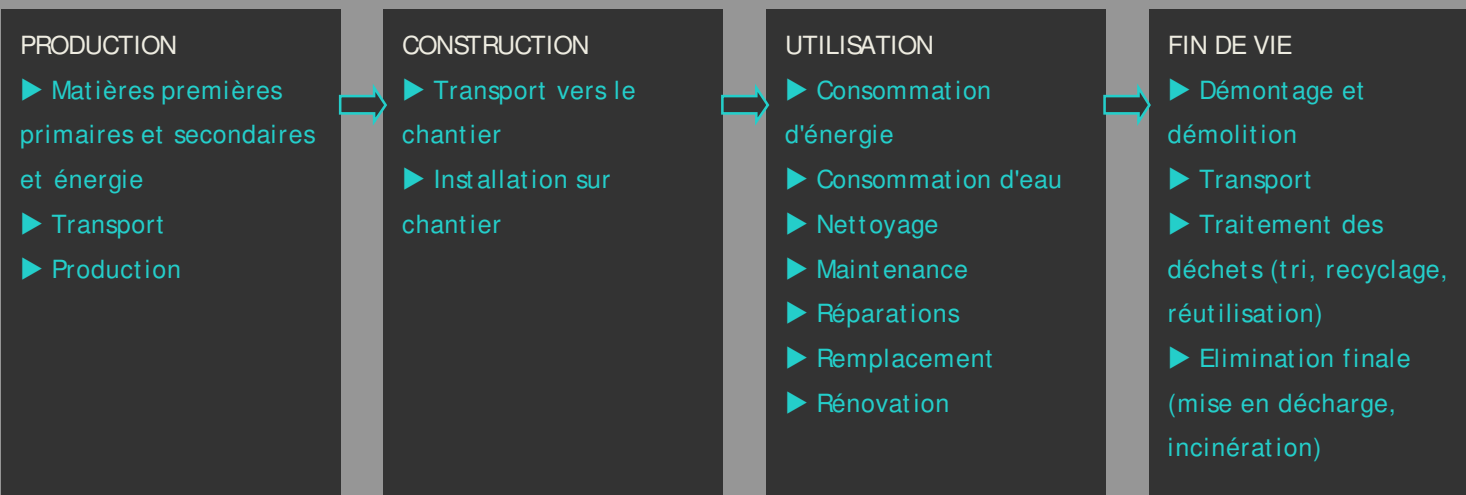 PRODUCTION
▶ Matières premières
primaires et secondaires
et énergie
▶ Transport
▶ Production
CONSTRUCTION
▶ Transport vers le
chantier
▶ Installation sur
chantier
UTILISATION
▶ Consommation
d'énergie
▶ Consommation d'eau
▶ Nettoyage
▶ Maintenance
▶ Réparations
▶ Remplacement
▶ Rénovation
FIN DE VIE
▶ Démontage et
démolition
▶ Transport
▶ Traitement des
déchets (tri, recyclage,
réutilisation)
▶ Elimination finale
(mise en décharge,
incinération)